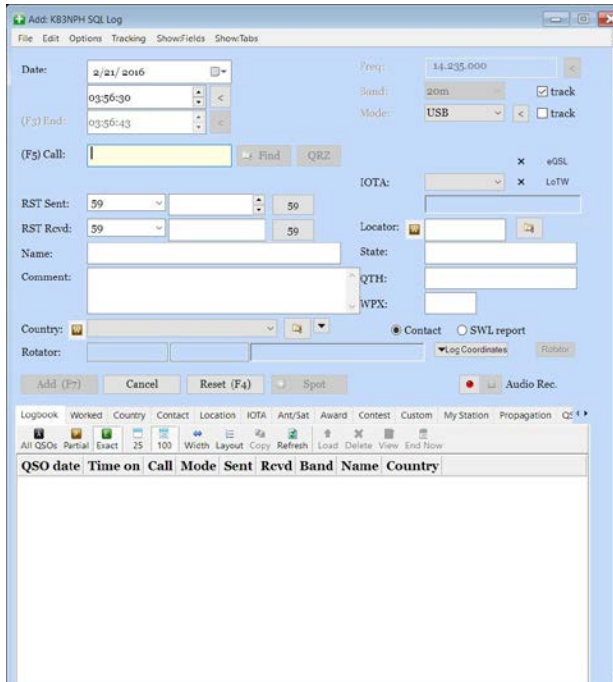 Add: KB3NPH SQL Log
File Edit Options Tracking Show:Fields Show:Tabs
Date: 2/21/2016 Freq: 14.235.000 <
03:56:30 < Band: 20m track
(F3) End: 03:56:43 < Mode: USB < track
(F5) Call: Find QRZ
eQSL
IOTA: LoTW
RST Sent: 59 59
RST Rcvd: 59 59 Locator:
Name: State:
Comment: QTH:
WPX:
Country: Contact SWL report
Rotator: Log Coordinates Rotator
Add (F7) Cancel Reset (F4) Spot Audio Rec.
Logbook Worked Country Contact Location IOTA Ant/Sat Award Contest Custom My Station Propagation QS
All QSOs Partial Exact 25 100 Width Layout Copy Refresh Load Delete View End Now
QSO date Time on Call Mode Sent Rcvd Band Name Country